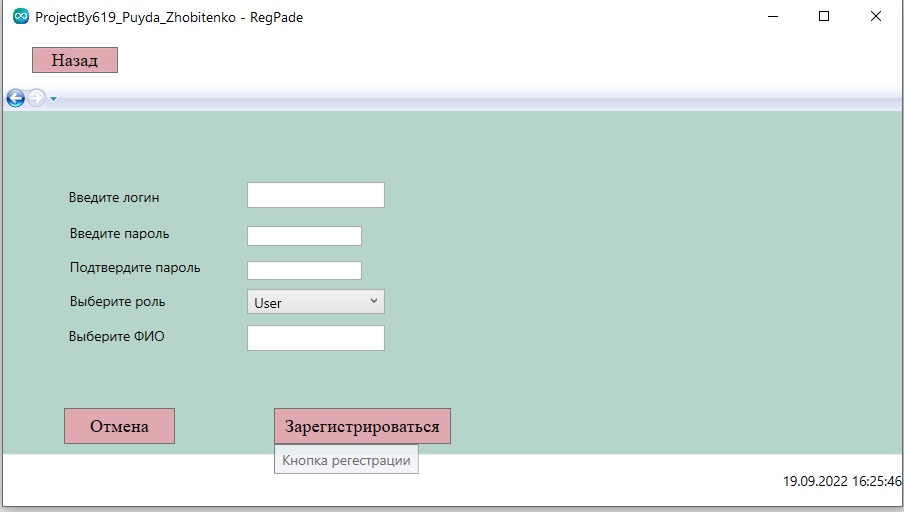 ProjectBy619_Puyda_Zhobitenko - RegPade
Назад
Введите логин
Введите пароль
Подтвердите пароль
Выберите роль
User
Выберите ФИО
Отмена
Зарегистрироваться
Кнопка регестрации
19.09.2022 16:25:46